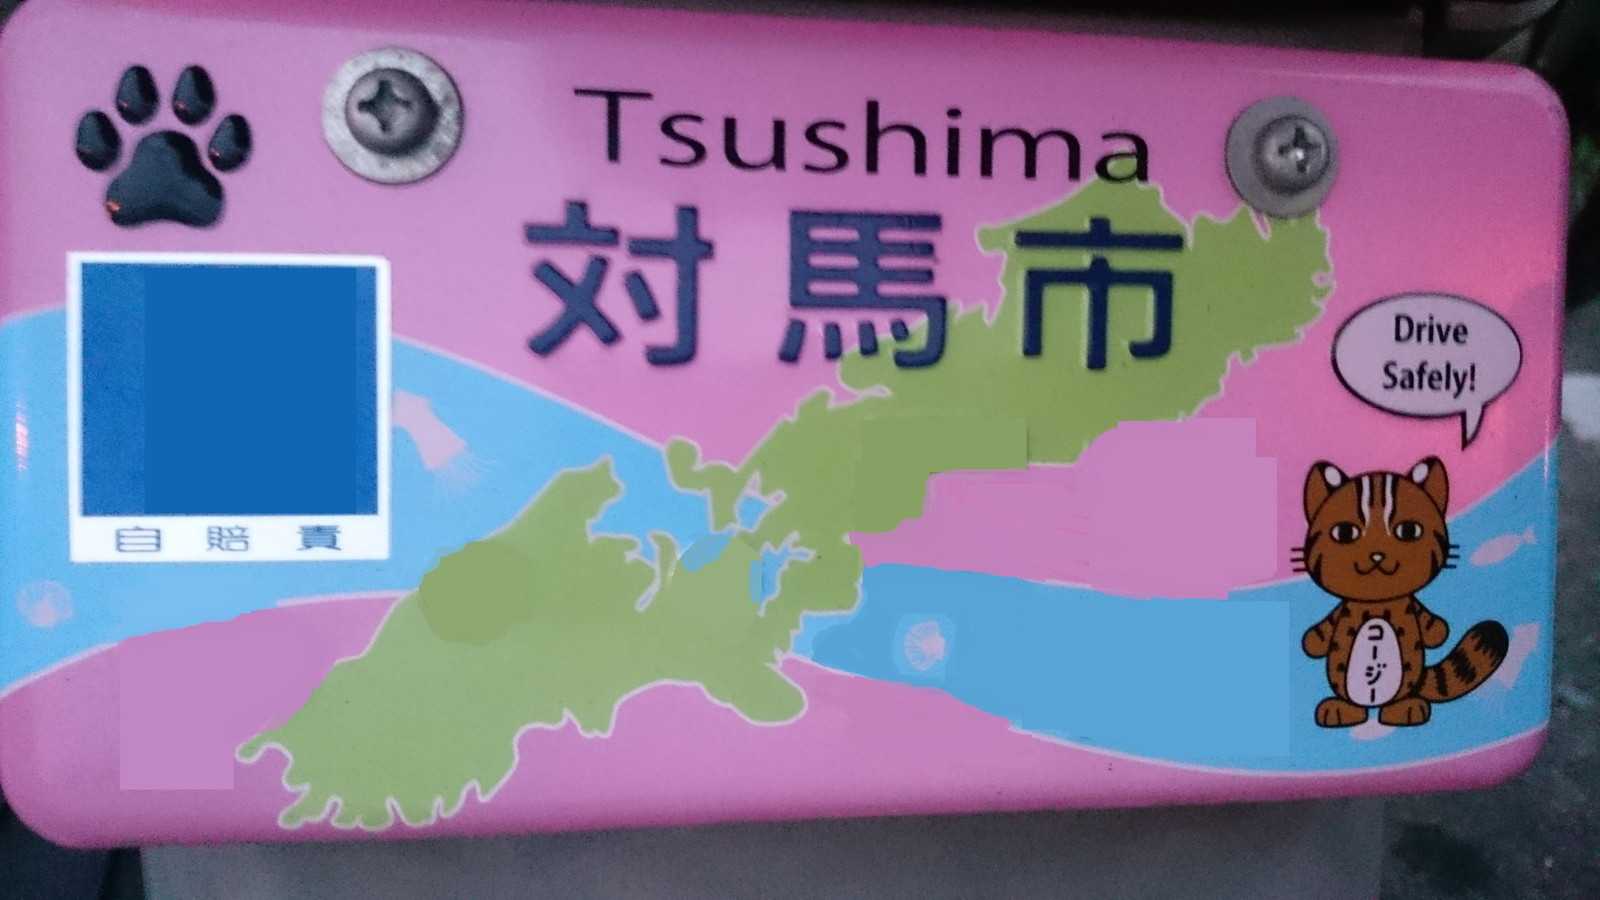 Tsushima
対馬市
Drive
Safely!
自賠責
コージー